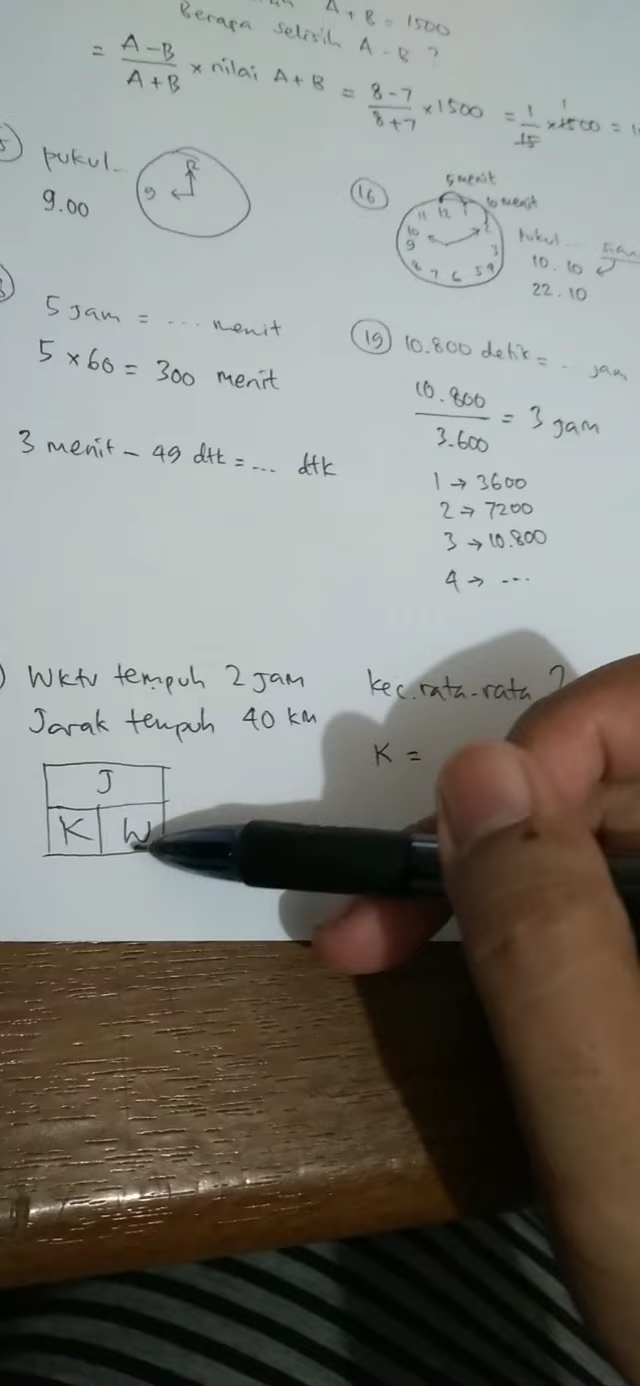 A + B = 1500
Berapa selisih A - B ?
= A-B / A+B × nilai A + B = 8-7 / 8+7 × 1500 = 1 / 15 × 1500 =
pukul...
9.00
12
9
16
5 menit
10 menit
11 12 1
10 2
9 3
8 7 6 5 4
pukul ...
10.10
22.10
5 jam = ... menit
5 × 60 = 300 menit
19 10.800 detik = ... jam
10.800 / 3.600 = 3 jam
1 → 3600
2 → 7200
3 → 10.800
4 → ...
3 menit - 49 dtk = ... dtk
Wktu tempuh 2 jam
Jarak tempuh 40 km
kec. rata-rata ?
K =
J
K W